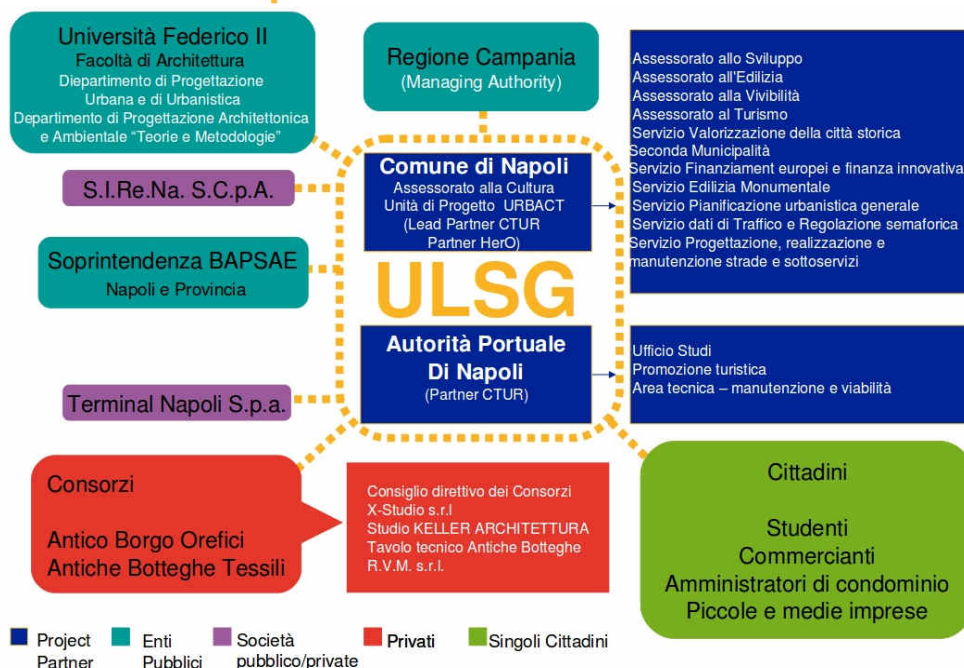 Università Federico II
Facoltà di Architettura
Diepartimento di Progettazione
Urbana e di Urbanistica
Departimento di Progettazione Architettonica
e Ambientale “Teorie e Metodologie”
Regione Campania
(Managing Authority)
Assessorato allo Sviluppo
Assessorato all'Edilizia
Assessorato alla Vivibilità
Assessorato al Turismo
Servizio Valorizzazione della città storica
Seconda Municipalità
Servizio Finanziament europei e finanza innovativa
Servizio Edilizia Monumentale
Servizio Pianificazione urbanistica generale
Servizio dati di Traffico e Regolazione semaforica
Servizio Progettazione, realizzazione e
manutenzione strade e sottoservizi
S.I.Re.Na. S.C.p.A.
Comune di Napoli
Assessorato alla Cultura
Unità di Progetto URBACT
(Lead Partner CTUR
Partner HerO)
Soprintendenza BAPSAE
Napoli e Provincia
ULSG
Autorità Portuale
Di Napoli
(Partner CTUR)
Ufficio Studi
Promozione turistica
Area tecnica – manutenzione e viabilità
Terminal Napoli S.p.a.
Consorzi
Antico Borgo Orefici
Antiche Botteghe Tessili
Consiglio direttivo dei Consorzi
X-Studio s.r.l
Studio KELLER ARCHITETTURA
Tavolo tecnico Antiche Botteghe
R.V.M. s.r.l.
Cittadini
Studenti
Commercianti
Amministratori di condominio
Piccole e medie imprese
Project
Partner
Enti
Pubblici
Società
pubblico/private
Privati
Singoli Cittadini